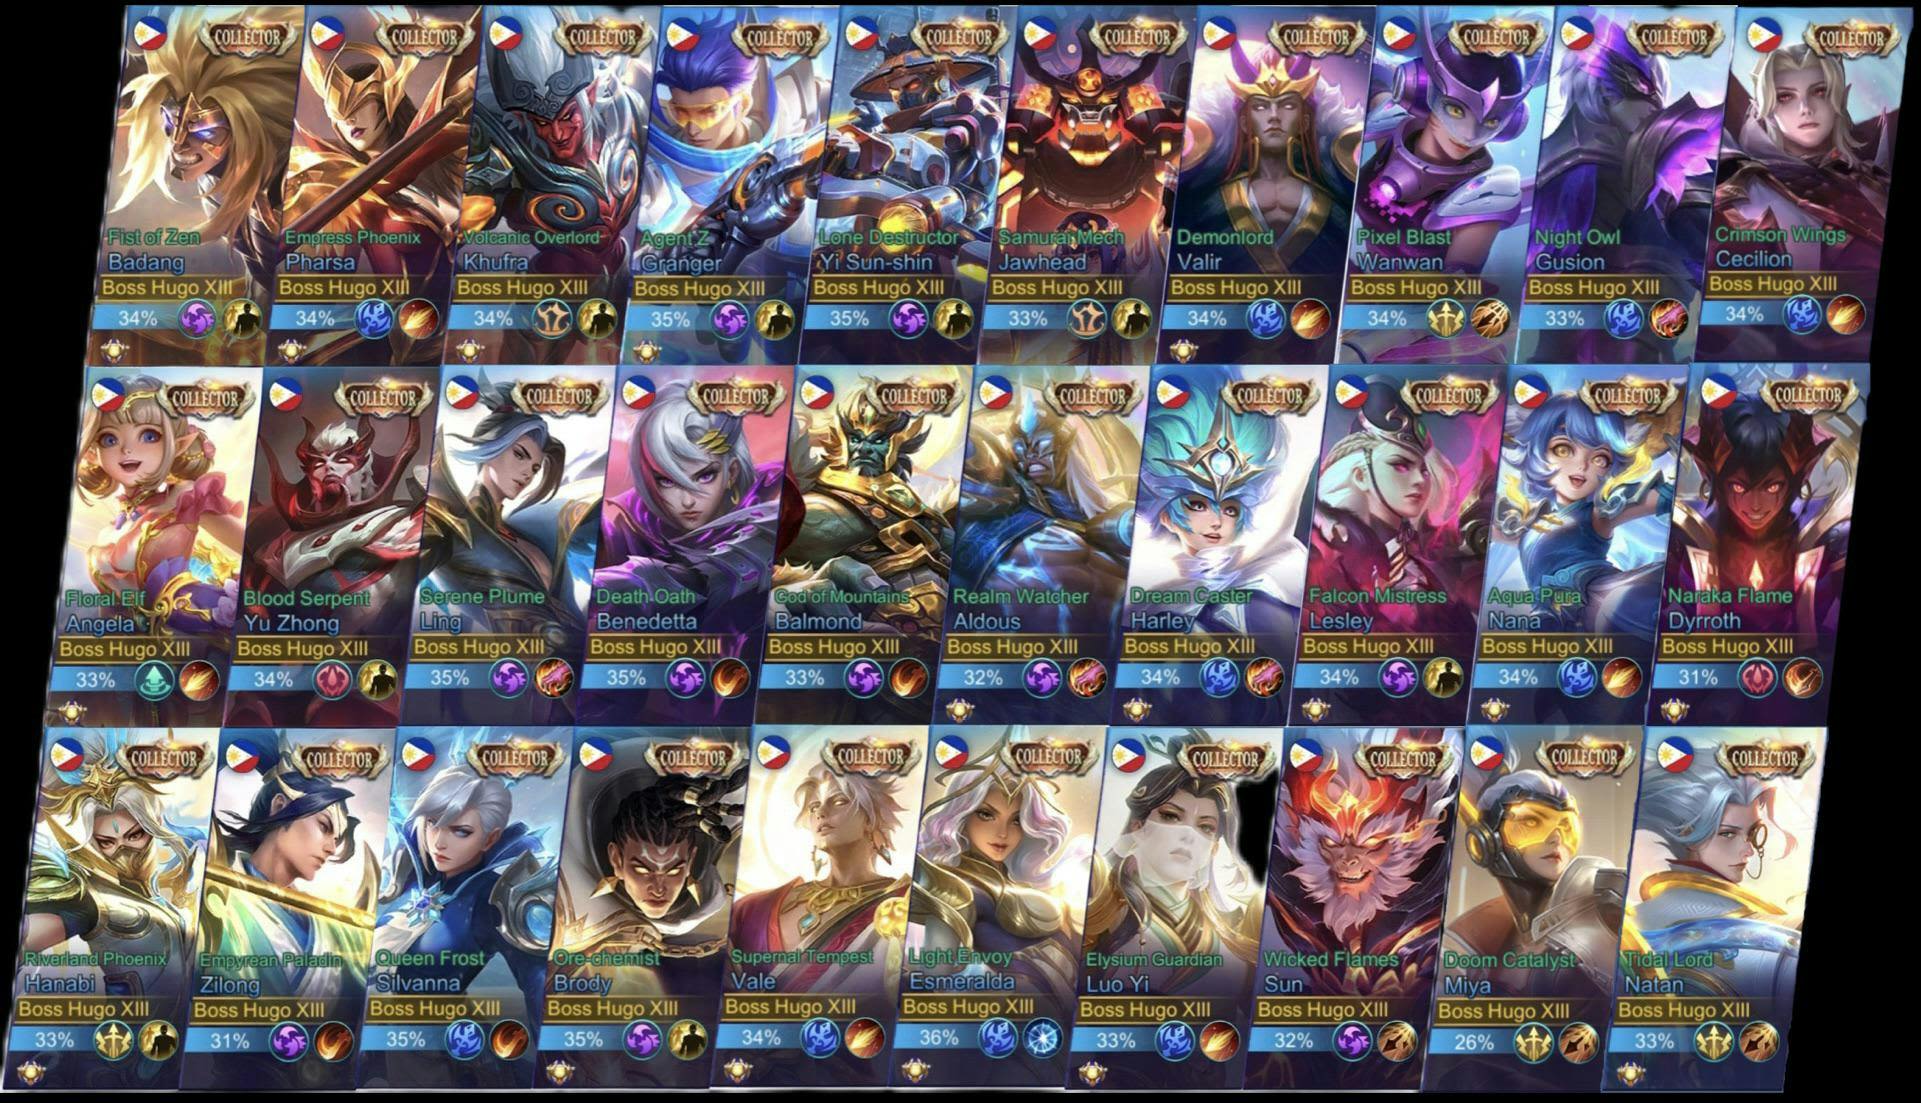 COLLECTOR COLLECTOR COLLECTOR COLLECTOR COLLECTOR COLLECTOR COLLECTOR COLLECTOR COLLECTOR COLLECTOR
Fist of Zen Empress Phoenix Volcanic Overlord Agent Z Lone Destructor Samurai Mech Demonlord Pixel Blast Night Owl Crimson Wings
Badang Pharsa Khufra Granger Yi Sun-shin Jawhead Valir Wanwan Gusion Cecilion
Boss Hugo XIII Boss Hugo XIII Boss Hugo XIII Boss Hugo XIII Boss Hugo XIII Boss Hugo XIII Boss Hugo XIII Boss Hugo XIII Boss Hugo XIII Boss Hugo XIII
34% 34% 34% 35% 35% 33% 34% 34% 33% 34%
COLLECTOR COLLECTOR COLLECTOR COLLECTOR COLLECTOR COLLECTOR COLLECTOR COLLECTOR COLLECTOR COLLECTOR
Floral Elf Blood Serpent Serene Plume Death Oath God of Mountains Realm Watcher Dream Caster Falcon Mistress Aqua Pura Naraka Flame
Angela Yu Zhong Ling Benedetta Balmond Aldous Harley Lesley Nana Dyrroth
Boss Hugo XIII Boss Hugo XIII Boss Hugo XIII Boss Hugo XIII Boss Hugo XIII Boss Hugo XIII Boss Hugo XIII Boss Hugo XIII Boss Hugo XIII Boss Hugo XIII
33% 34% 35% 35% 33% 32% 34% 34% 34% 31%
COLLECTOR COLLECTOR COLLECTOR COLLECTOR COLLECTOR COLLECTOR COLLECTOR COLLECTOR COLLECTOR COLLECTOR
Riverland Phoenix Empyrean Paladin Queen Frost Ore-chemist Supernal Tempest Light Envoy Elysium Guardian Wicked Flames Doom Catalyst Tidal Lord
Hanabi Zilong Silvanna Brody Vale Esmeralda Luo Yi Sun Miya Natan
Boss Hugo XIII Boss Hugo XIII Boss Hugo XIII Boss Hugo XIII Boss Hugo XIII Boss Hugo XIII Boss Hugo XIII Boss Hugo XIII Boss Hugo XIII Boss Hugo XIII
33% 31% 35% 35% 34% 36% 33% 32% 26% 33%